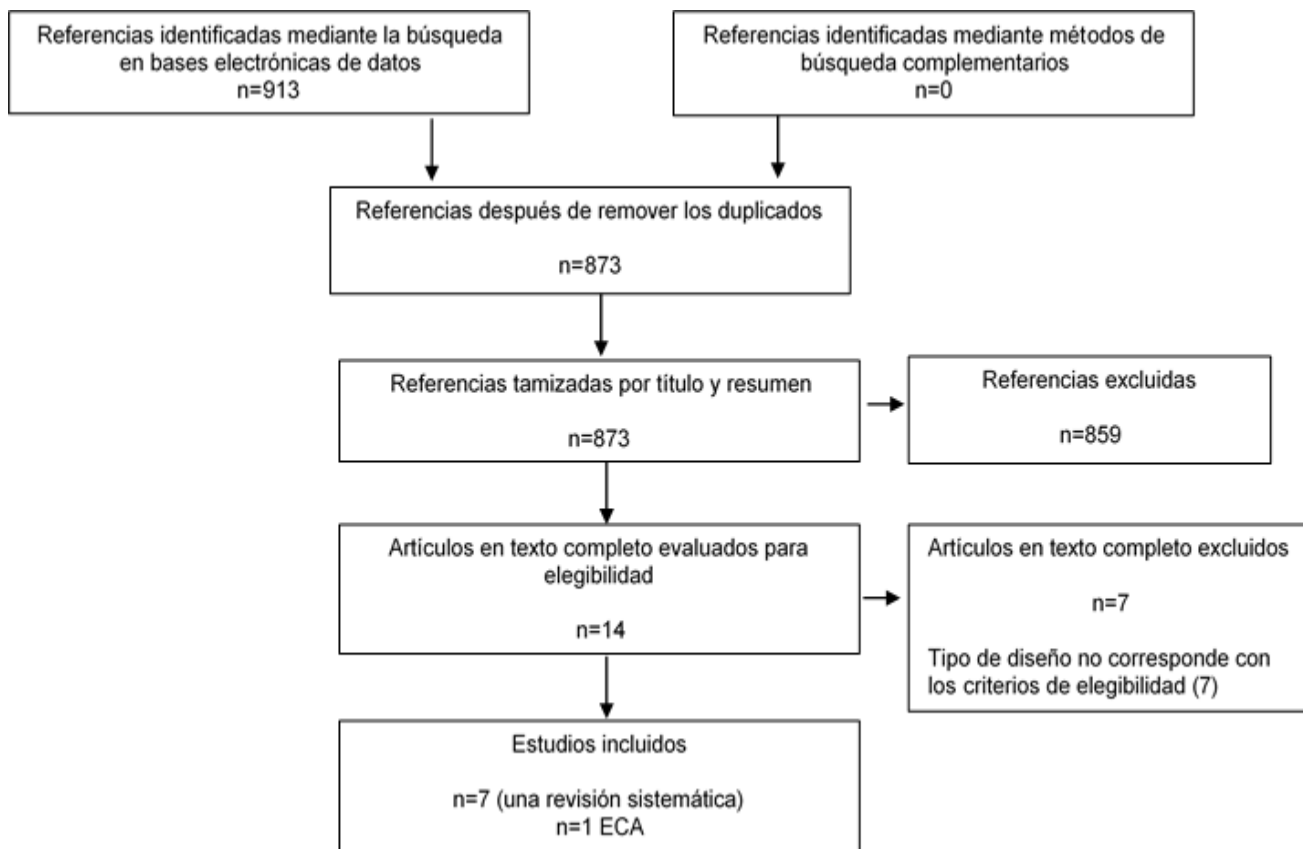 Referencias identificadas mediante la búsqueda
en bases electrónicas de datos
n=913
Referencias identificadas mediante métodos de
búsqueda complementarios
n=0
Referencias después de remover los duplicados
n=873
Referencias tamizadas por título y resumen
n=873
Referencias excluidas
n=859
Artículos en texto completo evaluados para
elegibilidad
n=14
Artículos en texto completo excluidos
n=7
Tipo de diseño no corresponde con
los criterios de elegibilidad (7)
Estudios incluidos
n=7 (una revisión sistemática)
n=1 ECA